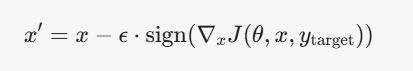 x′ = x − ϵ · sign(∇ₓJ(θ, x, y_target))